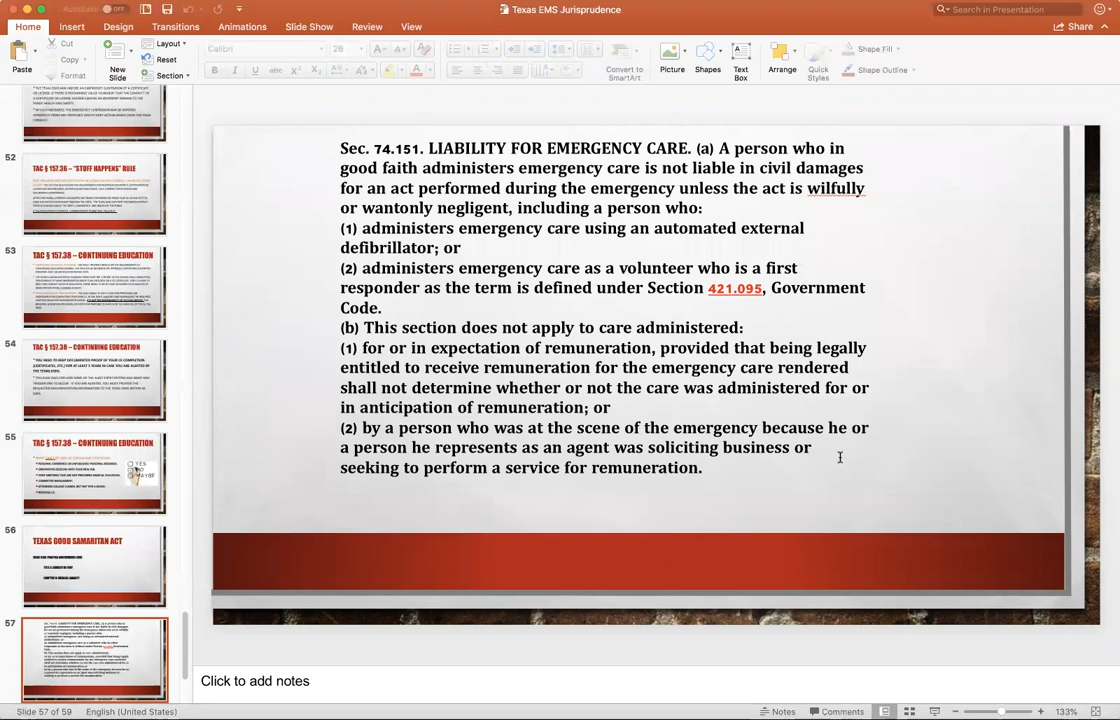 AutoSave OFF
Texas EMS Jurisprudence
Search in Presentation
Home Insert Design Transitions Animations Slide Show Review View
Share
Paste
Cut
Copy
Format
New Slide
Layout
Reset
Section
Calibri 26
Convert to SmartArt
Picture
Shapes
Text Box
Arrange
Quick Styles
Shape Fill
Shape Outline
52
TAC § 157.36 – "STUFF HAPPENS" RULE
53
TAC § 157.38 – CONTINUING EDUCATION
54
TAC § 157.38 – CONTINUING EDUCATION
55
TAC § 157.38 – CONTINUING EDUCATION
YES
NO
MAYBE
56
TEXAS GOOD SAMARITAN ACT
57
Sec. 74.151. LIABILITY FOR EMERGENCY CARE. (a) A person who in
good faith administers emergency care is not liable in civil damages
for an act performed during the emergency unless the act is wilfully
or wantonly negligent, including a person who:
(1) administers emergency care using an automated external
defibrillator; or
(2) administers emergency care as a volunteer who is a first
responder as the term is defined under Section 421.095, Government
Code.
(b) This section does not apply to care administered:
(1) for or in expectation of remuneration, provided that being legally
entitled to receive remuneration for the emergency care rendered
shall not determine whether or not the care was administered for or
in anticipation of remuneration; or
(2) by a person who was at the scene of the emergency because he or
a person he represents as an agent was soliciting business or
seeking to perform a service for remuneration.
Click to add notes
Slide 57 of 59 English (United States)
Notes Comments 133%